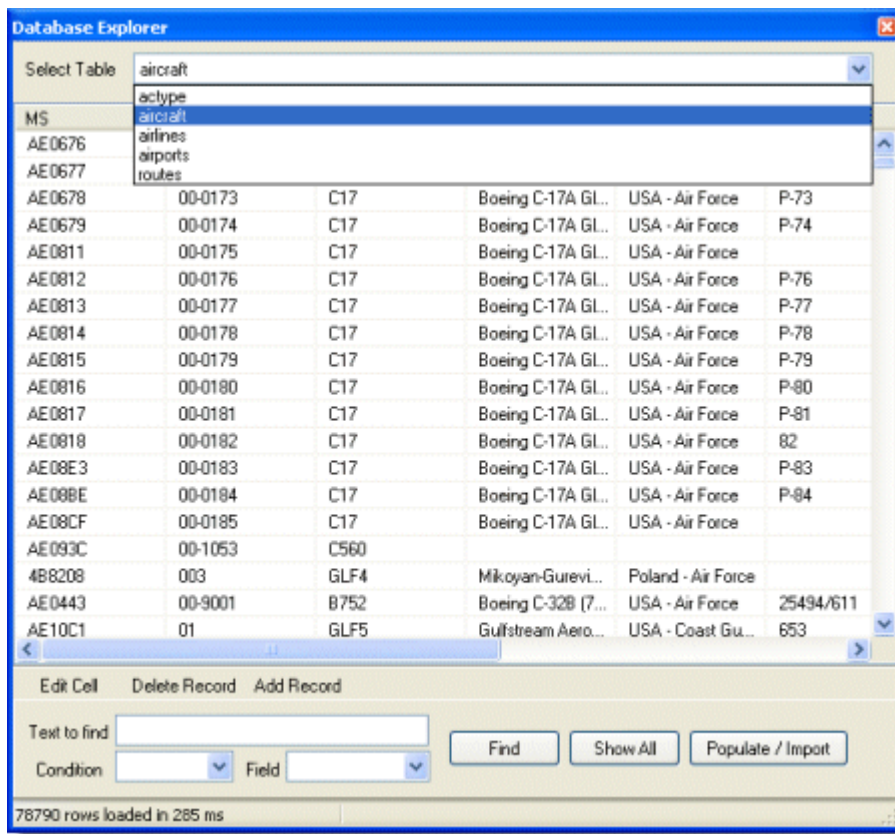 Database Explorer
Select Table aircraft
actype
aircraft
airlines
airports
routes
MS
AE0676
AE0677
AE0678 00-0173 C17 Boeing C-17A Gl... USA - Air Force P-73
AE0679 00-0174 C17 Boeing C-17A Gl... USA - Air Force P-74
AE0811 00-0175 C17 Boeing C-17A Gl... USA - Air Force
AE0812 00-0176 C17 Boeing C-17A Gl... USA - Air Force P-76
AE0813 00-0177 C17 Boeing C-17A Gl... USA - Air Force P-77
AE0814 00-0178 C17 Boeing C-17A Gl... USA - Air Force P-78
AE0815 00-0179 C17 Boeing C-17A Gl... USA - Air Force P-79
AE0816 00-0180 C17 Boeing C-17A Gl... USA - Air Force P-80
AE0817 00-0181 C17 Boeing C-17A Gl... USA - Air Force P-81
AE0818 00-0182 C17 Boeing C-17A Gl... USA - Air Force 82
AE08E3 00-0183 C17 Boeing C-17A Gl... USA - Air Force P-83
AE08BE 00-0184 C17 Boeing C-17A Gl... USA - Air Force P-84
AE08CF 00-0185 C17 Boeing C-17A Gl... USA - Air Force
AE093C 00-1053 C560
4B8208 003 GLF4 Mikoyan-Gurevi... Poland - Air Force
AE0443 00-9001 B752 Boeing C-32B (7... USA - Air Force 25494/611
AE10C1 01 GLF5 Gulfstream Aero... USA - Coast Gu... 653
Edit Cell Delete Record Add Record
Text to find
Find Show All Populate / Import
Condition Field
78790 rows loaded in 285 ms